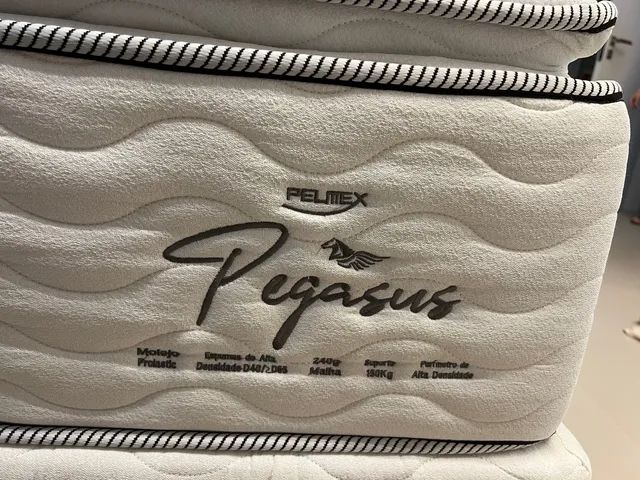 PELMEX
Pegasus
Molejo Espumas de Alta 240g Suporte Perímetro de
Prolastic Densidade D40/≥D65 Malha 150Kg Alta Densidade